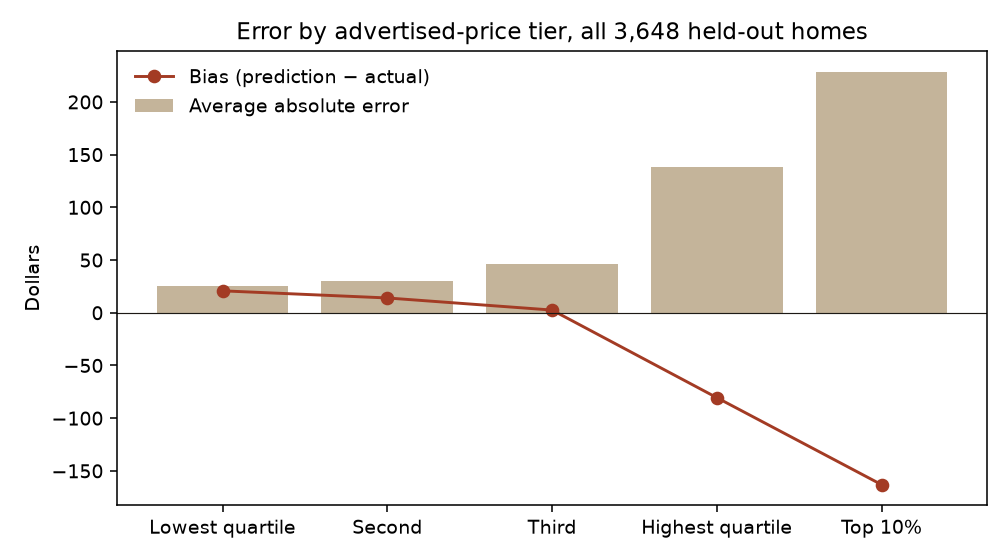 Error by advertised-price tier, all 3,648 held-out homes
Bias (prediction − actual)
Average absolute error
Dollars
200
150
100
50
0
−50
−100
−150
Lowest quartile
Second
Third
Highest quartile
Top 10%